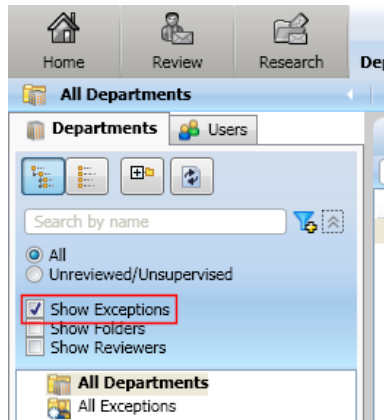 Home Review Research De
All Departments
Departments Users
Search by name
All
Unreviewed/Unsupervised
Show Exceptions
Show Folders
Show Reviewers
All Departments
All Exceptions